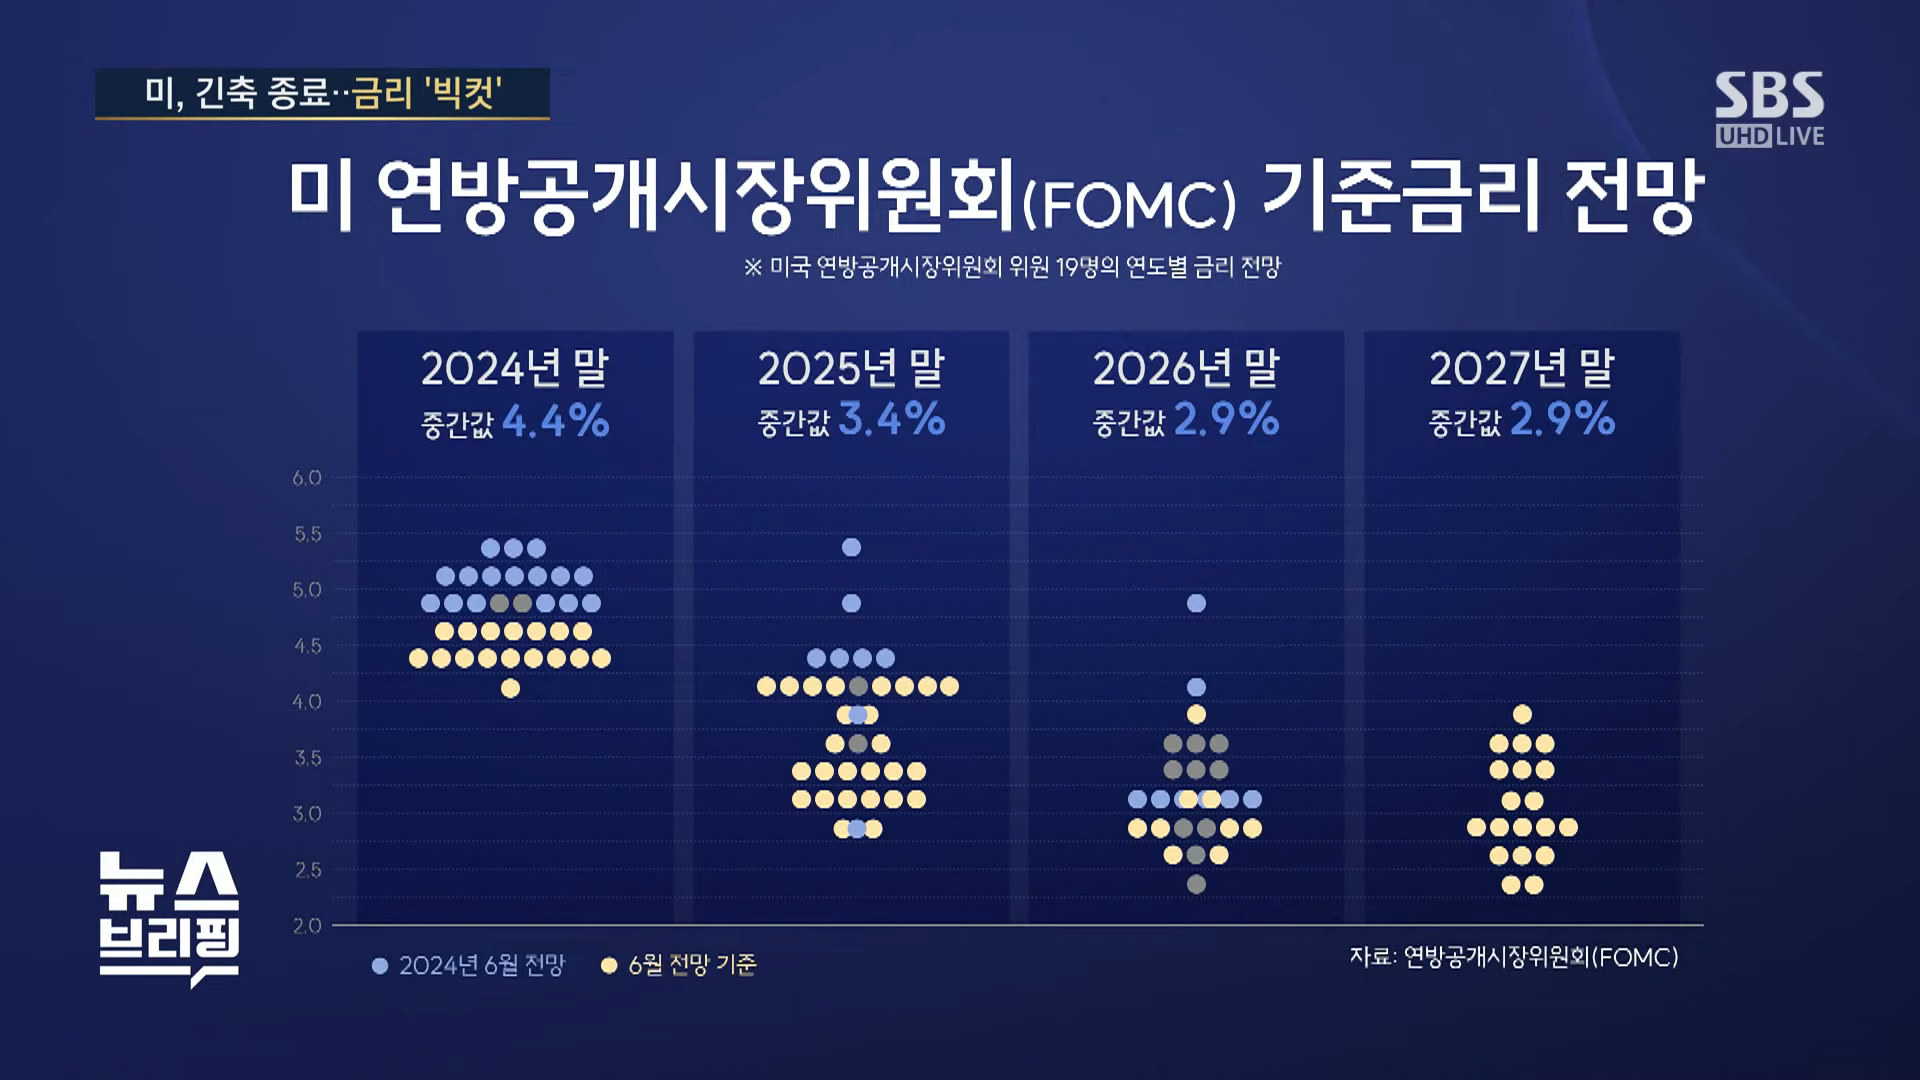 미, 긴축 종료··금리 '빅컷'
SBS
UHD LIVE
미 연방공개시장위원회(FOMC) 기준금리 전망
※ 미국 연방공개시장위원회 위원 19명의 연도별 금리 전망
2024년 말
중간값 4.4%
2025년 말
중간값 3.4%
2026년 말
중간값 2.9%
2027년 말
중간값 2.9%
6.0
5.5
5.0
4.5
4.0
3.5
3.0
2.5
2.0
2024년 6월 전망
6월 전망 기준
자료: 연방공개시장위원회(FOMC)
뉴스
브리핑